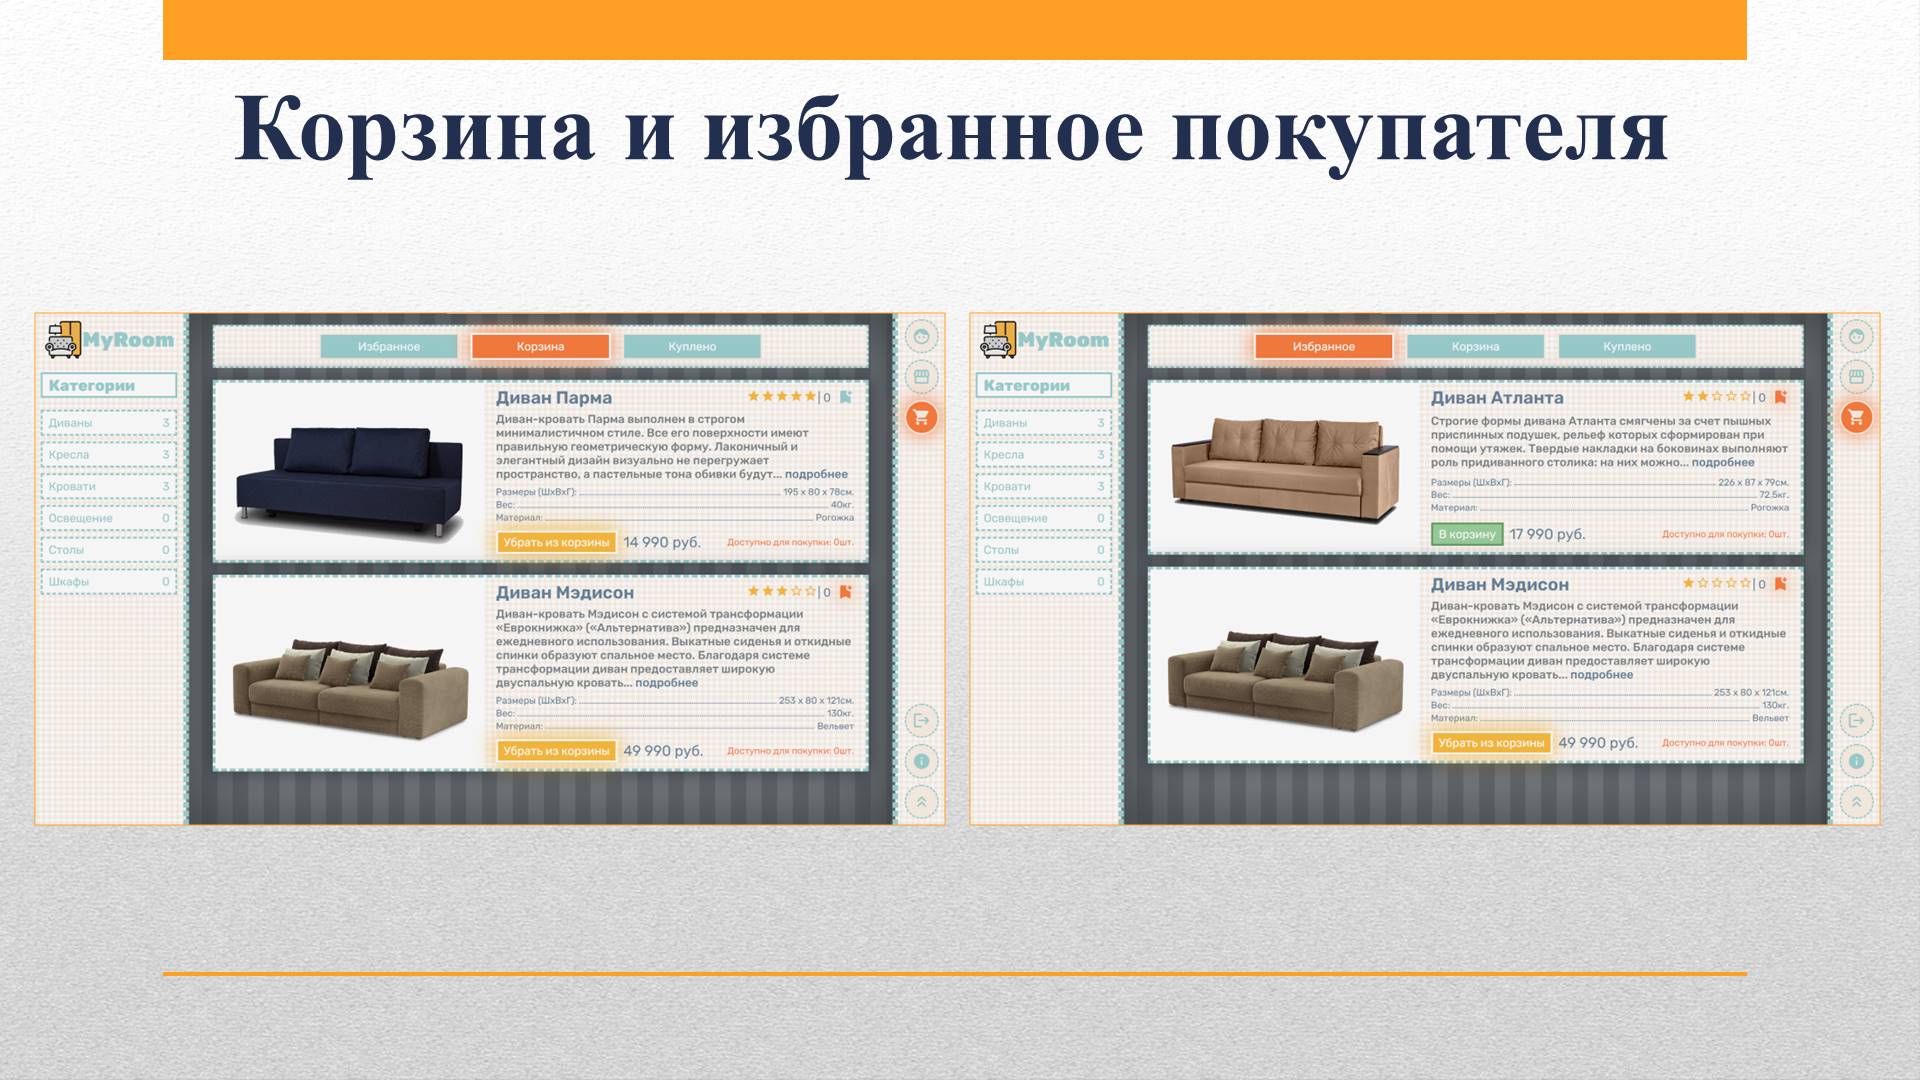 Корзина и избранное покупателя
MyRoom
Категории
Диваны 3
Кресла 3
Кровати 3
Освещение 0
Столы 0
Шкафы 0
Избранное Корзина Куплено
Диван Парма | 0
Диван-кровать Парма выполнен в строгом
минималистичном стиле. Все его поверхности имеют
правильную геометрическую форму. Лаконичный и
элегантный дизайн визуально не перегружает
пространство, а пастельные тона обивки будут... подробнее
Размеры (ШхВхГ): 195 x 80 x 78см.
Вес: 40кг.
Материал: Рогожка
Убрать из корзины 14 990 руб. Доступно для покупки: 0шт.
Диван Мэдисон | 0
Диван-кровать Мэдисон с системой трансформации
«Еврокнижка» («Альтернатива») предназначен для
ежедневного использования. Выкатные сиденья и откидные
спинки образуют спальное место. Благодаря системе
трансформации диван предоставляет широкую
двуспальную кровать... подробнее
Размеры (ШхВхГ): 253 x 80 x 121см.
Вес: 130кг.
Материал: Вельвет
Убрать из корзины 49 990 руб. Доступно для покупки: 0шт.
MyRoom
Категории
Диваны 3
Кресла 3
Кровати 3
Освещение 0
Столы 0
Шкафы 0
Избранное Корзина Куплено
Диван Атланта | 0
Строгие формы дивана Атланта смягчены за счет пышных
приспинных подушек, рельеф которых сформирован при
помощи утяжек. Твердые накладки на боковинах выполняют
роль придиванного столика: на них можно... подробнее
Размеры (ШхВхГ): 226 x 87 x 79см.
Вес: 72.5кг.
Материал: Рогожка
В корзину 17 990 руб. Доступно для покупки: 0шт.
Диван Мэдисон | 0
Диван-кровать Мэдисон с системой трансформации
«Еврокнижка» («Альтернатива») предназначен для
ежедневного использования. Выкатные сиденья и откидные
спинки образуют спальное место. Благодаря системе
трансформации диван предоставляет широкую
двуспальную кровать... подробнее
Размеры (ШхВхГ): 253 x 80 x 121см.
Вес: 130кг.
Материал: Вельвет
Убрать из корзины 49 990 руб. Доступно для покупки: 0шт.